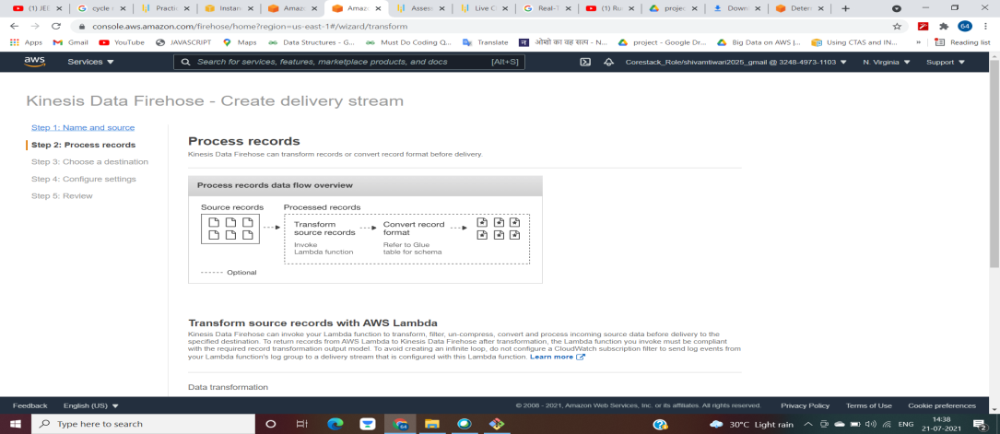 (1) JEE
G cycle
Practic
Instan
Amazo
Amazo
Assess
Live C
Real-T
(1) Ru
projec
Down
Deter
console.aws.amazon.com/firehose/home?region=us-east-1#/wizard/transform
64
Apps Gmail YouTube JAVASCRIPT Maps Data Structures - G... Must Do Coding Q... Translate ओशो का वह सत्य - N... project - Google Dr... Big Data on AWS |... Using CTAS and IN... » Reading list
aws Services ▼ Search for services, features, marketplace products, and docs [Alt+S] Corestack_Role/shivamtiwari2025_gmail @ 3248-4973-1103 ▼ N. Virginia ▼ Support ▼
Kinesis Data Firehose - Create delivery stream
Step 1: Name and source
Step 2: Process records
Step 3: Choose a destination
Step 4: Configure settings
Step 5: Review
Process records
Kinesis Data Firehose can transform records or convert record format before delivery.
Process records data flow overview
Source records Processed records
Transform source records
Invoke Lambda function
Convert record format
Refer to Glue table for schema
Optional
Transform source records with AWS Lambda
Kinesis Data Firehose can invoke your Lambda function to transform, filter, un-compress, convert and process incoming source data before delivery to the
specified destination. To return records from AWS Lambda to Kinesis Data Firehose after transformation, the Lambda function you invoke must be compliant
with the required record transformation output model. To avoid creating an infinite loop, do not configure a CloudWatch subscription filter to send log events from
your Lambda function's log group to a delivery stream that is configured with this Lambda function. Learn more
Data transformation
Feedback English (US) ▼ © 2006 - 2021, Amazon Web Services, Inc. or its affiliates. All rights reserved. Privacy Policy Terms of Use Cookie preferences
Type here to search 30°C Light rain ENG 14:38
21-07-2021